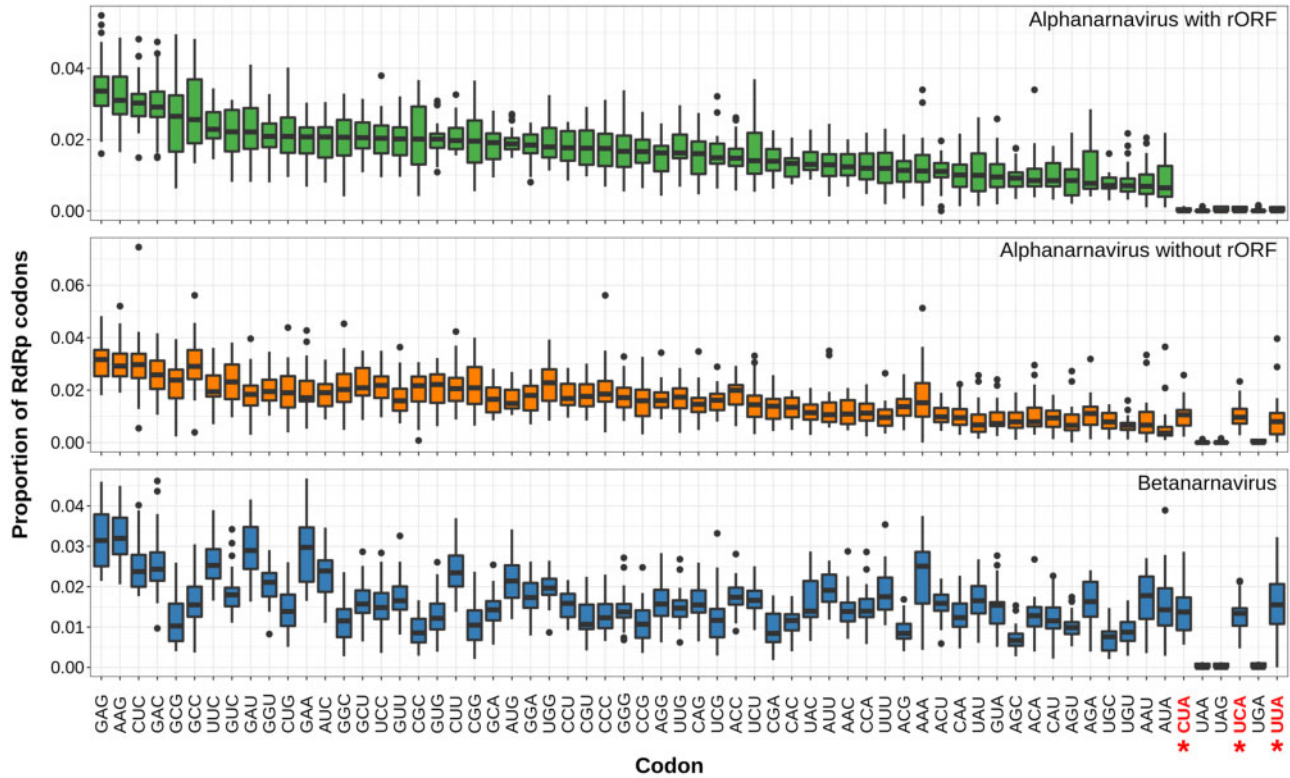 Alphanarnavirus with rORF
0.04
0.02
0.00
Alphanarnavirus without rORF
0.06
0.04
0.02
0.00
Betanarnavirus
0.04
0.03
0.02
0.01
0.00
Proportion of RdRp codons
GAG AAG CUC GAC GCG GCC UUC GUC GAU GGU CUG GAA AUC GGC GCU UCC GUU CGC GUG CUU CGG GCA AUG GGA UGG CCU CGU CCC GGG CCG AGG UUG CAG UCG ACC UCU CGA CAC UAC AUU AAC CCA UUU ACG AAA ACU CAA UAU GUA AGC ACA CAU AGU AGA UGC UGU AAU AUA * CUA UAA UAG * UCA UGA * UUA
Codon